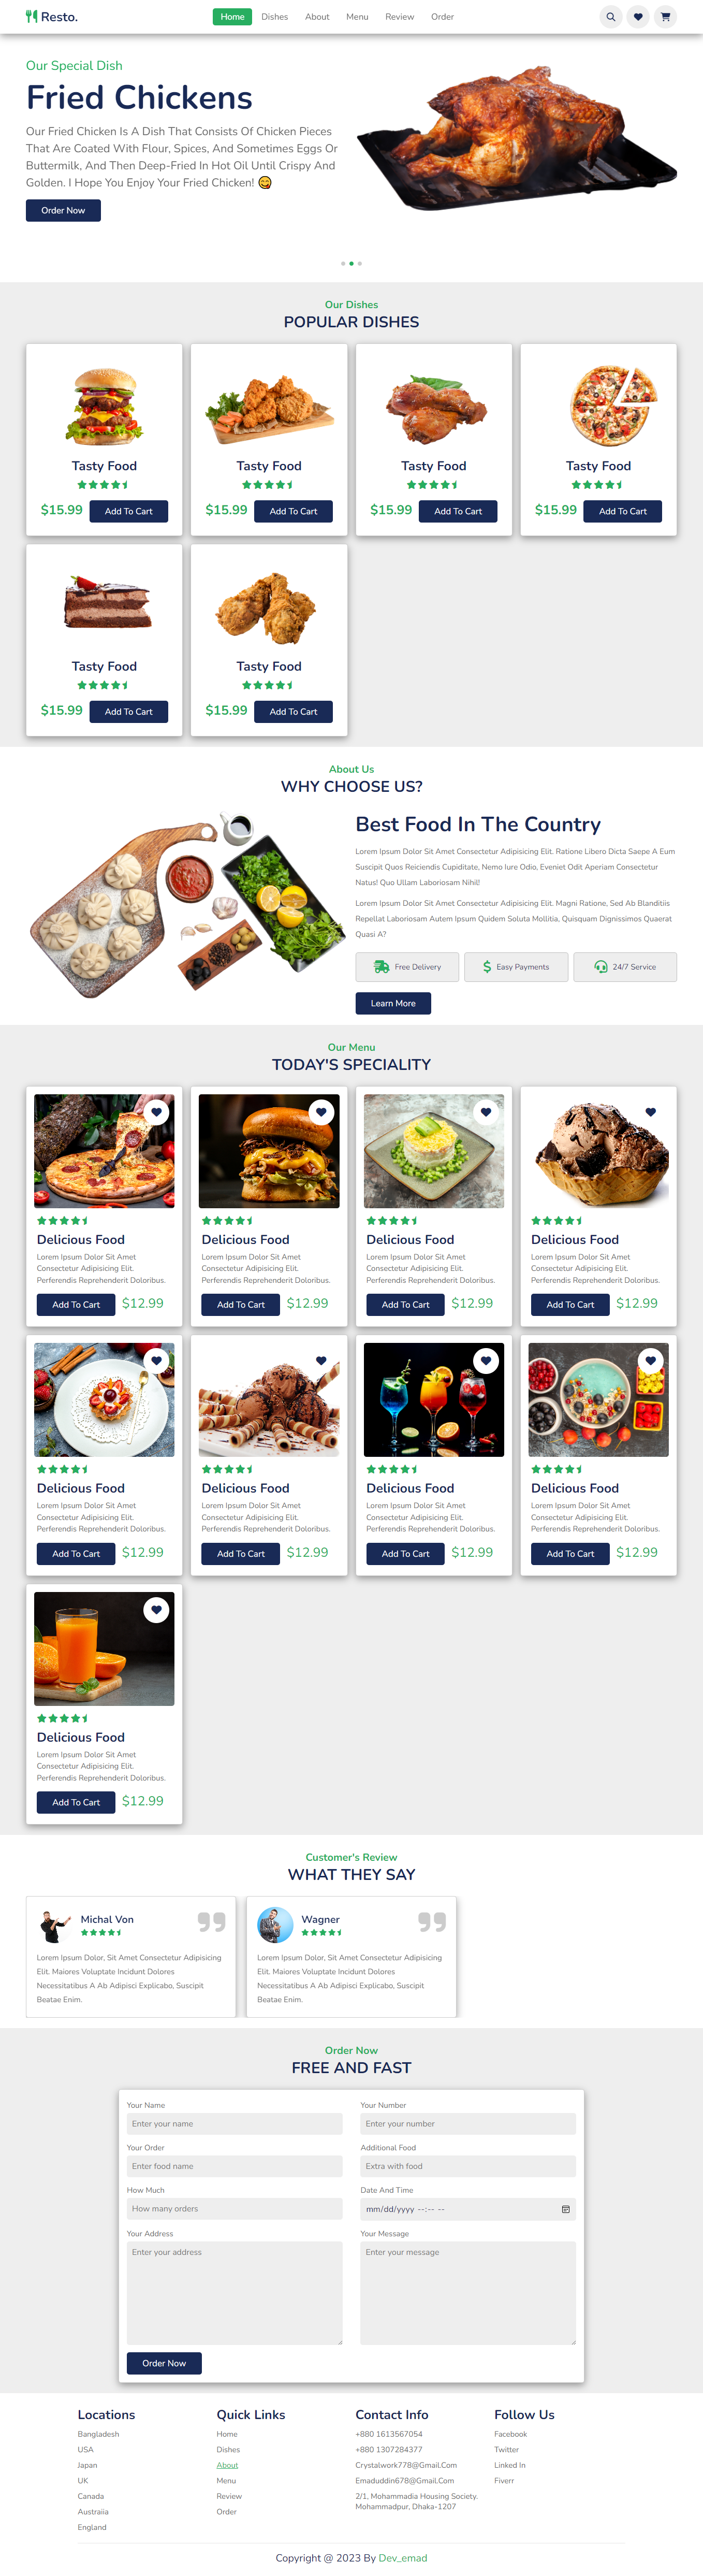 Resto.
Home Dishes About Menu Review Order
Our Special Dish
Fried Chickens
Our Fried Chicken Is A Dish That Consists Of Chicken Pieces
That Are Coated With Flour, Spices, And Sometimes Eggs Or
Buttermilk, And Then Deep-Fried In Hot Oil Until Crispy And
Golden. I Hope You Enjoy Your Fried Chicken! 😋
Order Now
Our Dishes
POPULAR DISHES
Tasty Food
$15.99 Add To Cart
Tasty Food
$15.99 Add To Cart
Tasty Food
$15.99 Add To Cart
Tasty Food
$15.99 Add To Cart
Tasty Food
$15.99 Add To Cart
Tasty Food
$15.99 Add To Cart
About Us
WHY CHOOSE US?
Best Food In The Country
Lorem Ipsum Dolor Sit Amet Consectetur Adipisicing Elit. Ratione Libero Dicta Saepe A Eum
Suscipit Quos Reiciendis Cupiditate, Nemo Iure Odio, Eveniet Odit Aperiam Consectetur
Natus! Quo Ullam Laboriosam Nihil!
Lorem Ipsum Dolor Sit Amet Consectetur Adipisicing Elit. Magni Ratione, Sed Ab Blanditiis
Repellat Laboriosam Autem Ipsum Quidem Soluta Mollitia, Quisquam Dignissimos Quaerat
Quasi A?
Free Delivery
Easy Payments
24/7 Service
Learn More
Our Menu
TODAY'S SPECIALITY
Delicious Food
Lorem Ipsum Dolor Sit Amet
Consectetur Adipisicing Elit.
Perferendis Reprehenderit Doloribus.
Add To Cart $12.99
Delicious Food
Lorem Ipsum Dolor Sit Amet
Consectetur Adipisicing Elit.
Perferendis Reprehenderit Doloribus.
Add To Cart $12.99
Delicious Food
Lorem Ipsum Dolor Sit Amet
Consectetur Adipisicing Elit.
Perferendis Reprehenderit Doloribus.
Add To Cart $12.99
Delicious Food
Lorem Ipsum Dolor Sit Amet
Consectetur Adipisicing Elit.
Perferendis Reprehenderit Doloribus.
Add To Cart $12.99
Delicious Food
Lorem Ipsum Dolor Sit Amet
Consectetur Adipisicing Elit.
Perferendis Reprehenderit Doloribus.
Add To Cart $12.99
Delicious Food
Lorem Ipsum Dolor Sit Amet
Consectetur Adipisicing Elit.
Perferendis Reprehenderit Doloribus.
Add To Cart $12.99
Delicious Food
Lorem Ipsum Dolor Sit Amet
Consectetur Adipisicing Elit.
Perferendis Reprehenderit Doloribus.
Add To Cart $12.99
Delicious Food
Lorem Ipsum Dolor Sit Amet
Consectetur Adipisicing Elit.
Perferendis Reprehenderit Doloribus.
Add To Cart $12.99
Delicious Food
Lorem Ipsum Dolor Sit Amet
Consectetur Adipisicing Elit.
Perferendis Reprehenderit Doloribus.
Add To Cart $12.99
Customer's Review
WHAT THEY SAY
Michal Von
Lorem Ipsum Dolor, Sit Amet Consectetur Adipisicing
Elit. Maiores Voluptate Incidunt Dolores
Necessitatibus A Ab Adipisci Explicabo, Suscipit
Beatae Enim.
Wagner
Lorem Ipsum Dolor, Sit Amet Consectetur Adipisicing
Elit. Maiores Voluptate Incidunt Dolores
Necessitatibus A Ab Adipisci Explicabo, Suscipit
Beatae Enim.
Order Now
FREE AND FAST
Your Name
Enter your name
Your Number
Enter your number
Your Order
Enter food name
Additional Food
Extra with food
How Much
How many orders
Date And Time
mm/dd/yyyy --:-- --
Your Address
Enter your address
Your Message
Enter your message
Order Now
Locations
Bangladesh
USA
Japan
UK
Canada
Austraiia
England
Quick Links
Home
Dishes
About
Menu
Review
Order
Contact Info
+880 1613567054
+880 1307284377
Crystalwork778@Gmail.Com
Emaduddin678@Gmail.Com
2/1, Mohammadia Housing Society.
Mohammadpur, Dhaka-1207
Follow Us
Facebook
Twitter
Linked In
Fiverr
Copyright @ 2023 By Dev_emad